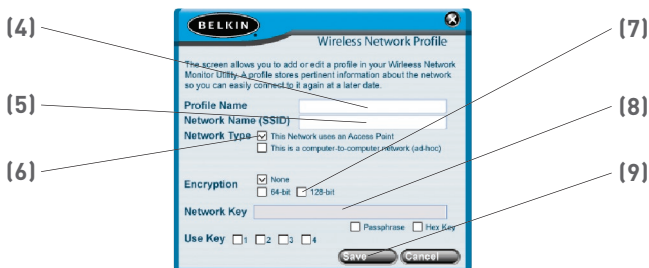 BELKIN
Wireless Network Profile
The screen allows you to add or edit a profile in your Wirleess Network
Monitor Utility. A profile stores pertinent information about the network
so you can easily connect to it again at a later date.
(4)
(7)
Profile Name
Network Name (SSID)
(5)
(8)
Network Type
This Network uses an Access Point
This is a computer-to-computer network (ad-hoc)
(6)
(9)
Encryption
None
64-bit
128-bit
Network Key
Passphrase
Hex Key
Use Key 1 2 3 4
Save
Cancel